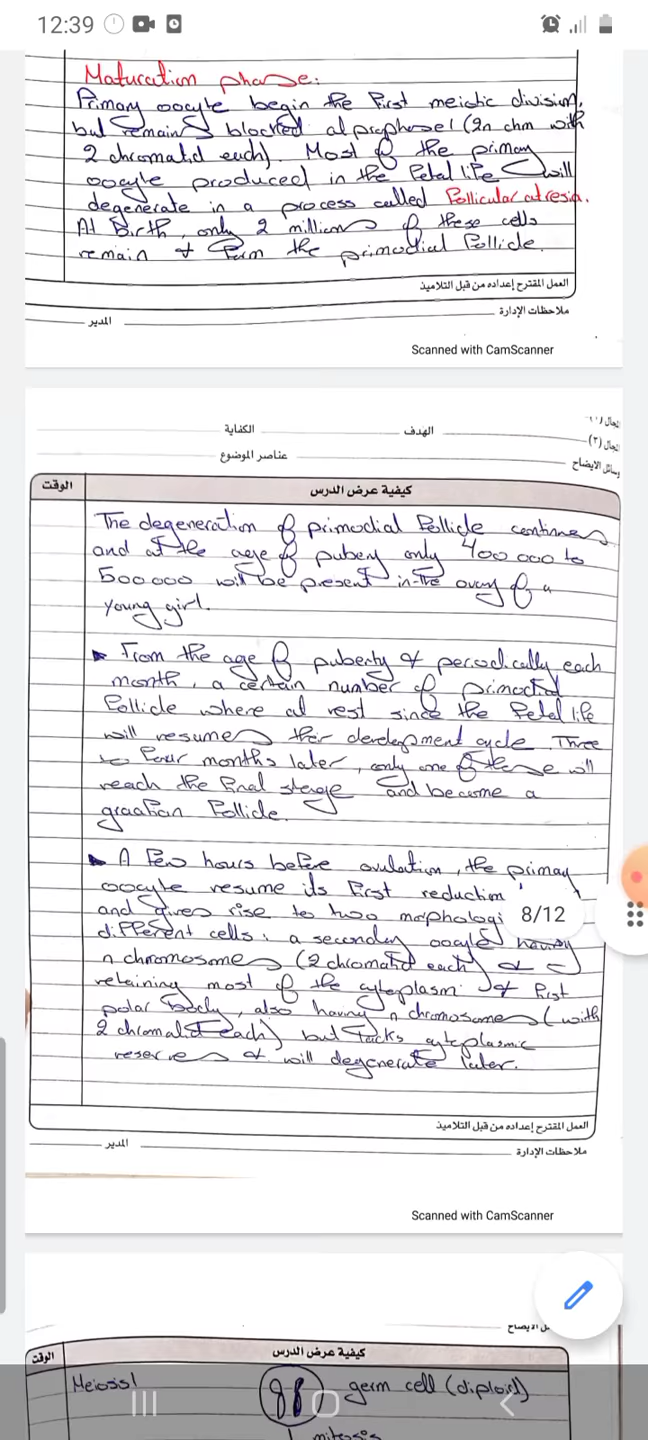 12:39
Maturation phase:
Primary oocyte begin the first meiotic division,
but remains blocked at prophase1 (2n chm with
2 chromatid each). Most of the primary
oocyte produced in the fetal life will
degenerate in a process called follicular atresia.
At Birth, only 2 millions of these cells
remain & form the primodial follicle.
العمل المقترح إعداده من قبل التلاميذ
ملاحظات الإدارة
المدير
Scanned with CamScanner
الهدف الكفاية
مجال (٢)
عناصر الموضوع وسائل الايضاح
كيفية عرض الدرس الوقت
The degeneration of primodial follicle continues
and at the age of pubery only 400 000 to
500 000 will be present in the ovary of a
young girl.
From the age of puberty & periodically each
month, a certain number of primodial
follicle where at rest since the fetal life
will resumes their development cycle. Three
to four months later, only one of these will
reach the final stage and become a
graafian follicle.
A few hours before ovulation, the primary
oocyte resume its first reduction
and gives rise to two morphologi
different cells: a secondary oocyte having
n chromosomes (2 chromatid each) &
retaining most of the cytoplasm & first
polar body, also having n chromosomes (with
2 chromatid each) but lacks cytoplasmic
reserves & will degenerate later.
8/12
العمل المقترح إعداده من قبل التلاميذ
ملاحظات الإدارة
المدير
Scanned with CamScanner
كيفية عرض الدرس الوقت
Meiosis1 germ cell (diploid)
mitosis